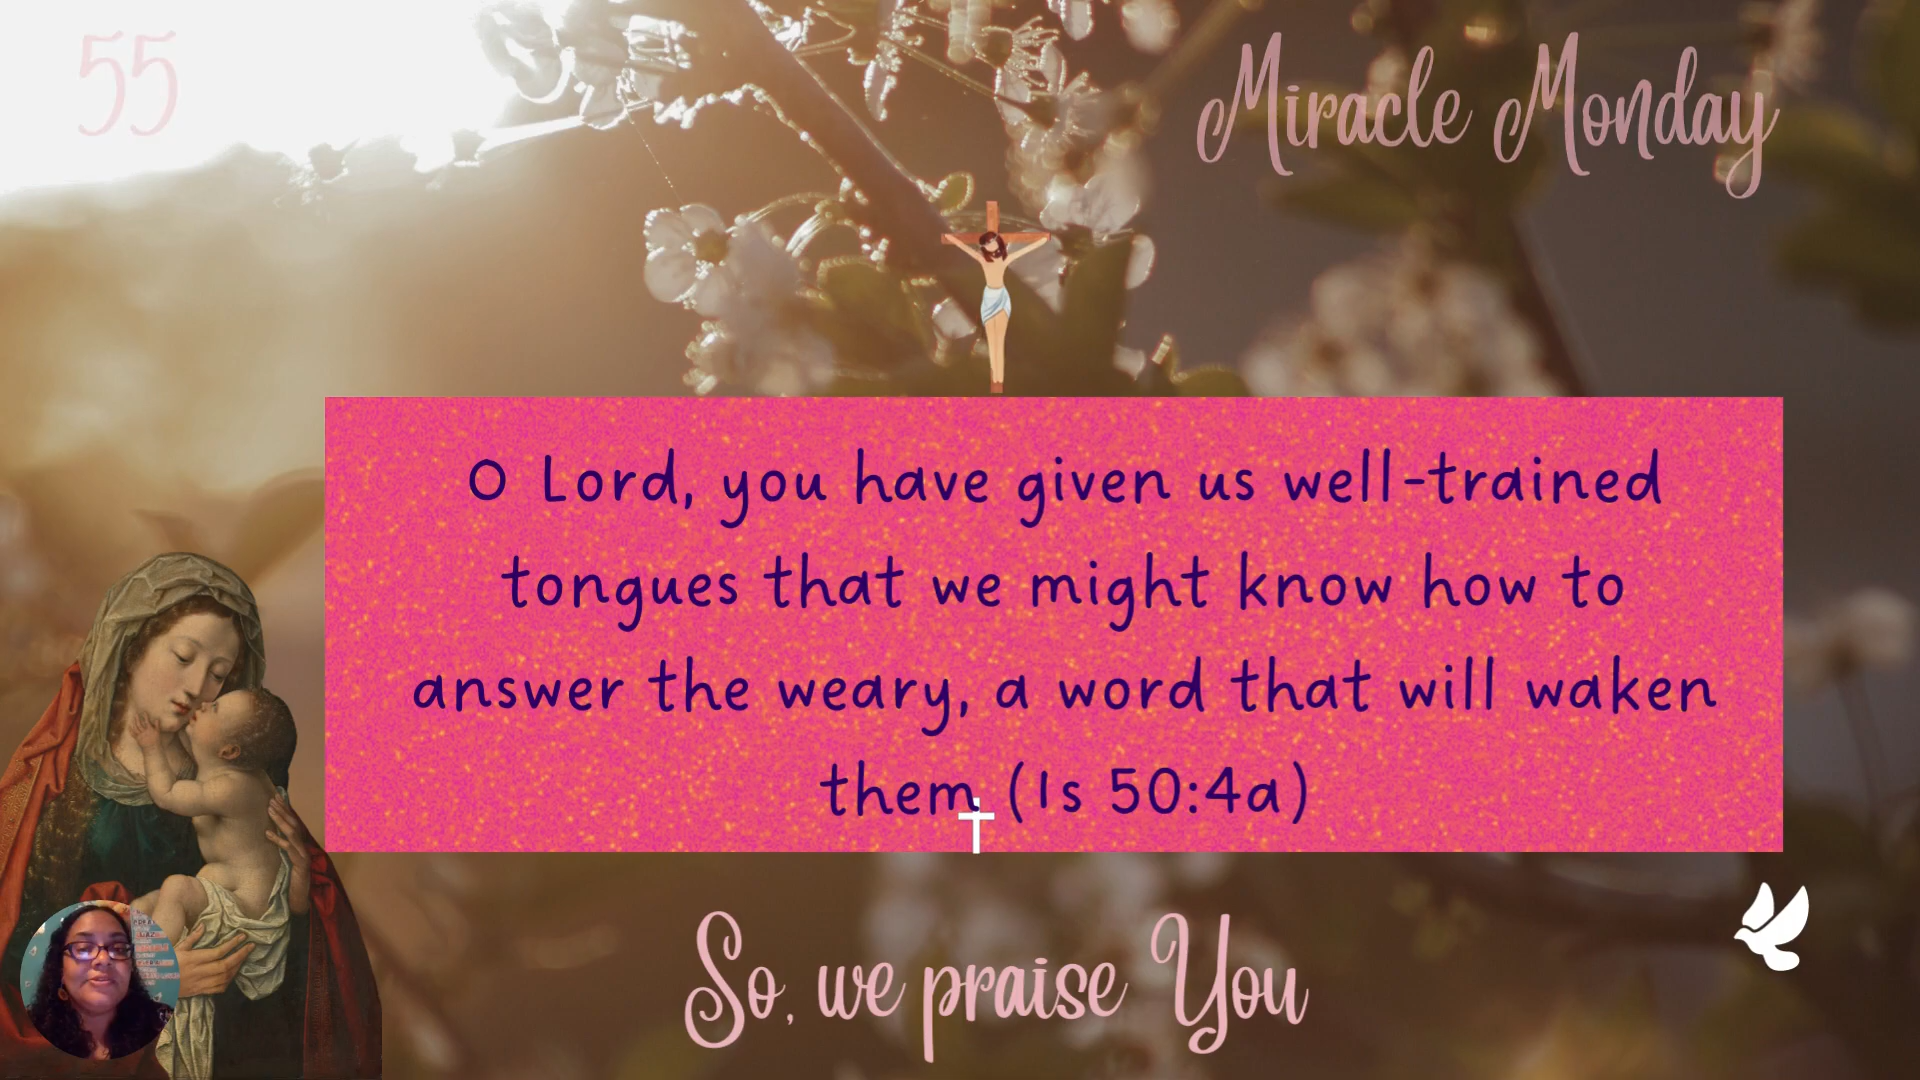 55
Miracle Monday
O Lord, you have given us well-trained
tongues that we might know how to
answer the weary, a word that will waken
them (Is 50:4a)
So, we praise You